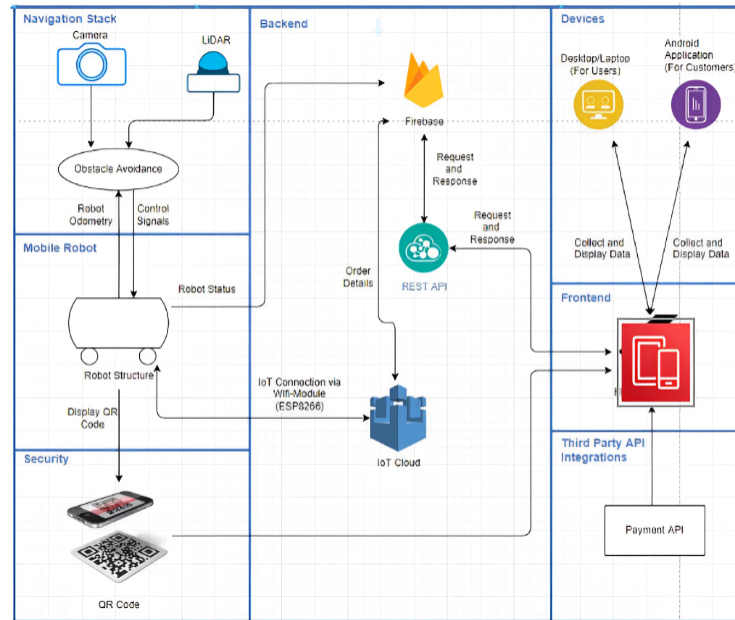 Navigation Stack
Camera
LiDAR
Obstacle Avoidance
Robot
Odometry
Control
Signals
Mobile Robot
Robot Structure
Display QR
Code
Security
QR Code
Backend
Firebase
Request
and
Response
REST API
Request
and
Response
Robot Status
Order
Details
IoT Connection via
Wifi-Module
(ESP8266)
IoT Cloud
Devices
Desktop/Laptop
(For Users)
Android
Application
(For Customers)
Collect and
Display Data
Collect and
Display Data
Frontend
Third Party API
Integrations
Payment API